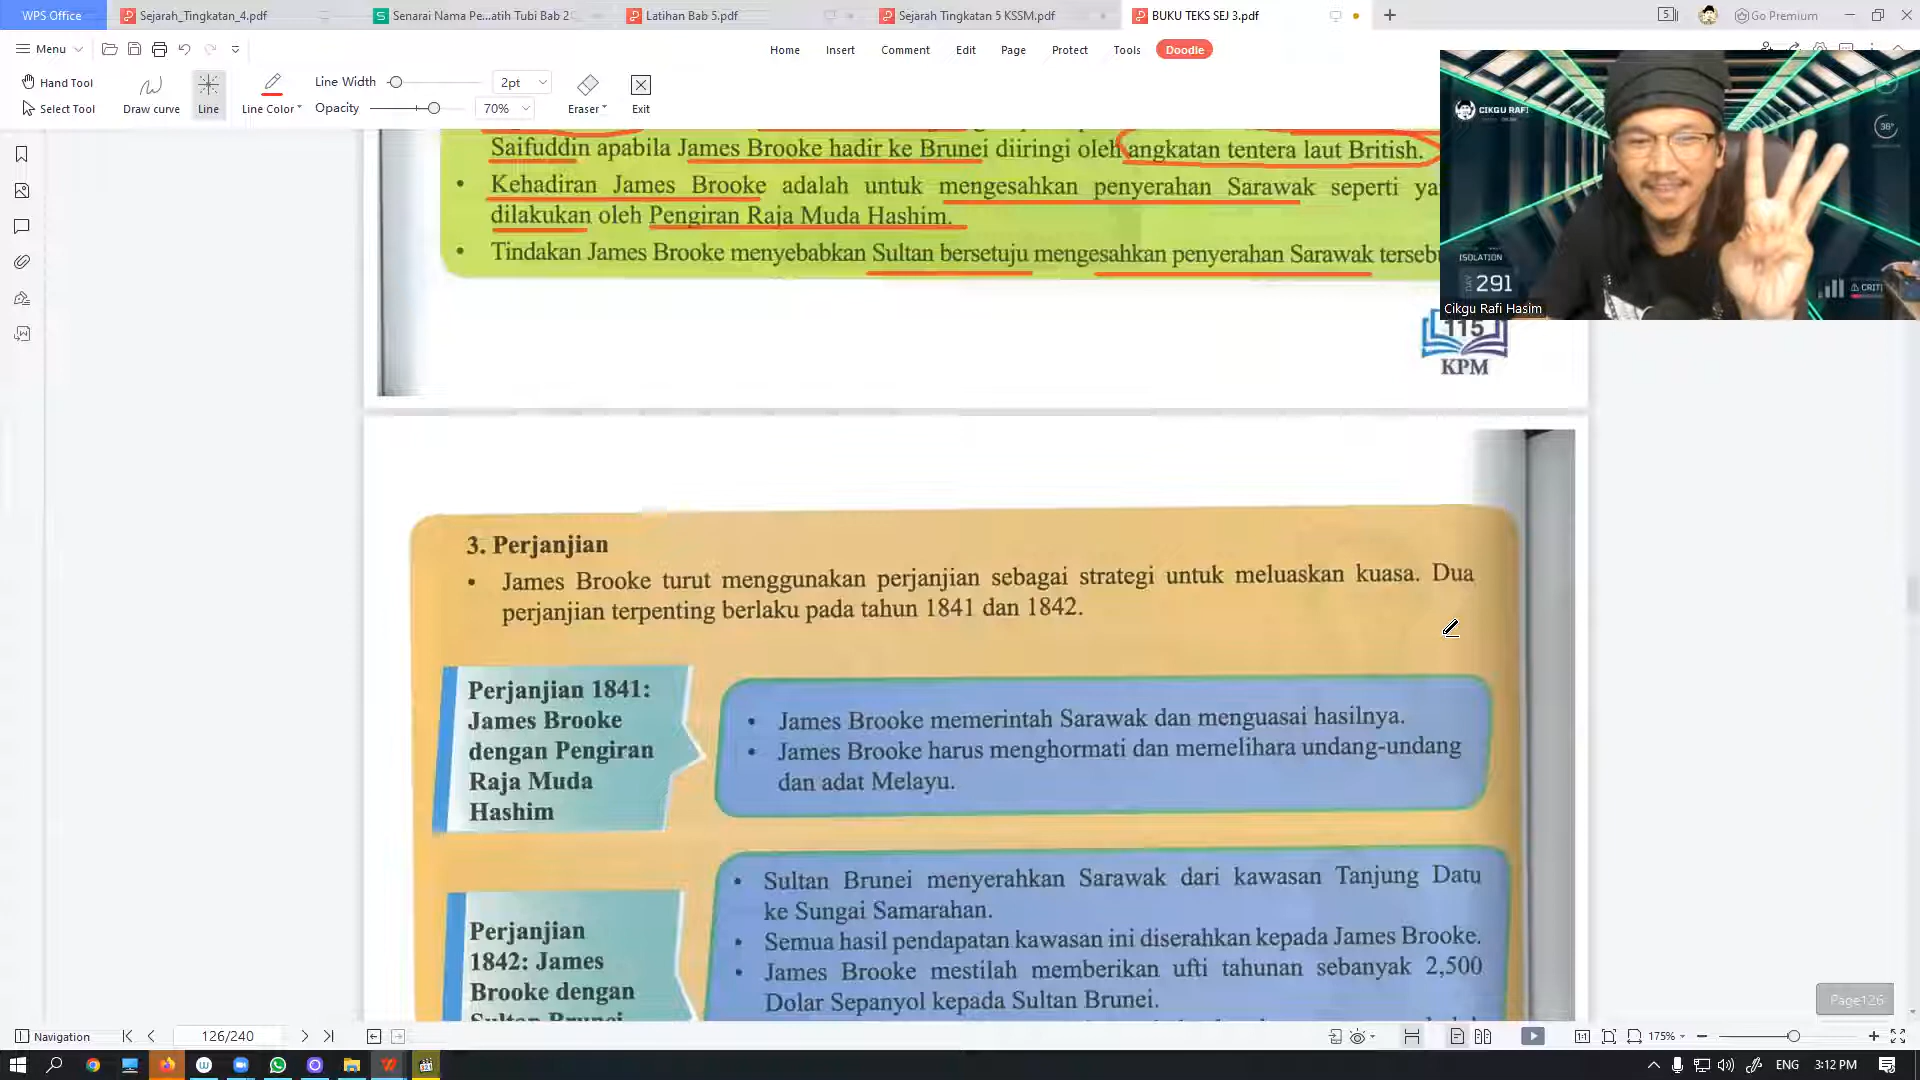 WPS Office
Sejarah_Tingkatan_4.pdf
Senarai Nama Pe...atih Tubi Bab 2
Latihan Bab 5.pdf
Sejarah Tingkatan 5 KSSM.pdf
BUKU TEKS SEJ 3.pdf
5
Go Premium
Menu
Home
Insert
Comment
Edit
Page
Protect
Tools
Doodle
Hand Tool
Select Tool
Draw curve
Line
Line Color
Line Width
2pt
Opacity
70%
Eraser
Exit
Saifuddin apabila James Brooke hadir ke Brunei diiringi oleh angkatan tentera laut British.
• Kehadiran James Brooke adalah untuk mengesahkan penyerahan Sarawak seperti ya
dilakukan oleh Pengiran Raja Muda Hashim.
• Tindakan James Brooke menyebabkan Sultan bersetuju mengesahkan penyerahan Sarawak terseb
CIKGU RAFI
38°
ISOLATION
DAY 291
CRITI
Cikgu Rafi Hasim
115
KPM
3. Perjanjian
• James Brooke turut menggunakan perjanjian sebagai strategi untuk meluaskan kuasa. Dua
perjanjian terpenting berlaku pada tahun 1841 dan 1842.
Perjanjian 1841:
James Brooke
dengan Pengiran
Raja Muda
Hashim
• James Brooke memerintah Sarawak dan menguasai hasilnya.
• James Brooke harus menghormati dan memelihara undang-undang
dan adat Melayu.
Perjanjian
1842: James
Brooke dengan
Sultan Brunei
• Sultan Brunei menyerahkan Sarawak dari kawasan Tanjung Datu
ke Sungai Samarahan.
• Semua hasil pendapatan kawasan ini diserahkan kepada James Brooke.
• James Brooke mestilah memberikan ufti tahunan sebanyak 2,500
Dolar Sepanyol kepada Sultan Brunei.
Page126
Navigation
126/240
175%
ENG
3:12 PM